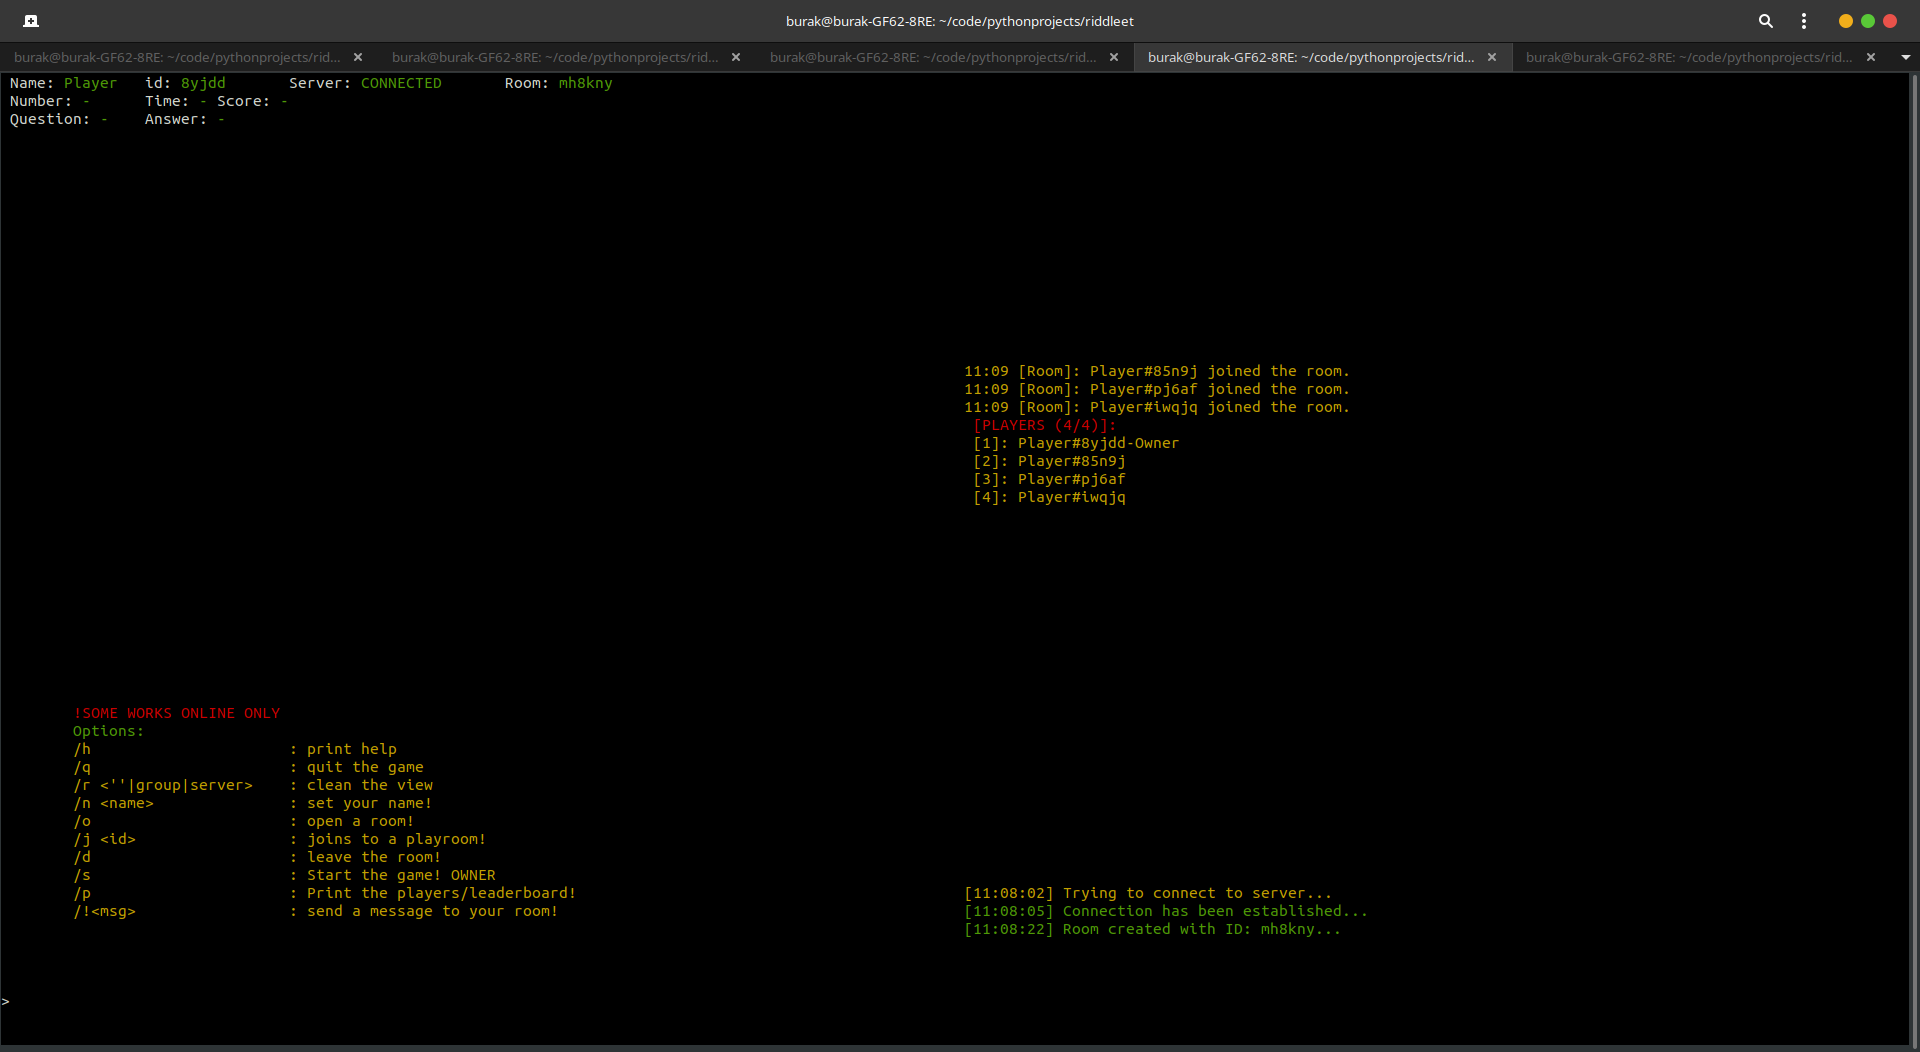 burak@burak-GF62-8RE: ~/code/pythonprojects/riddleet
burak@burak-GF62-8RE: ~/code/pythonprojects/rid...
burak@burak-GF62-8RE: ~/code/pythonprojects/rid...
burak@burak-GF62-8RE: ~/code/pythonprojects/rid...
burak@burak-GF62-8RE: ~/code/pythonprojects/rid...
burak@burak-GF62-8RE: ~/code/pythonprojects/rid...
Name: Player id: 8yjdd Server: CONNECTED Room: mh8kny
Number: - Time: - Score: -
Question: - Answer: -
11:09 [Room]: Player#85n9j joined the room.
11:09 [Room]: Player#pj6af joined the room.
11:09 [Room]: Player#iwqjq joined the room.
[PLAYERS (4/4)]:
[1]: Player#8yjdd-Owner
[2]: Player#85n9j
[3]: Player#pj6af
[4]: Player#iwqjq
!SOME WORKS ONLINE ONLY
Options:
/h : print help
/q : quit the game
/r <''|group|server> : clean the view
/n <name> : set your name!
/o : open a room!
/j <id> : joins to a playroom!
/d : leave the room!
/s : Start the game! OWNER
/p : Print the players/leaderboard!
/!<msg> : send a message to your room!
[11:08:02] Trying to connect to server...
[11:08:05] Connection has been established...
[11:08:22] Room created with ID: mh8kny...
>